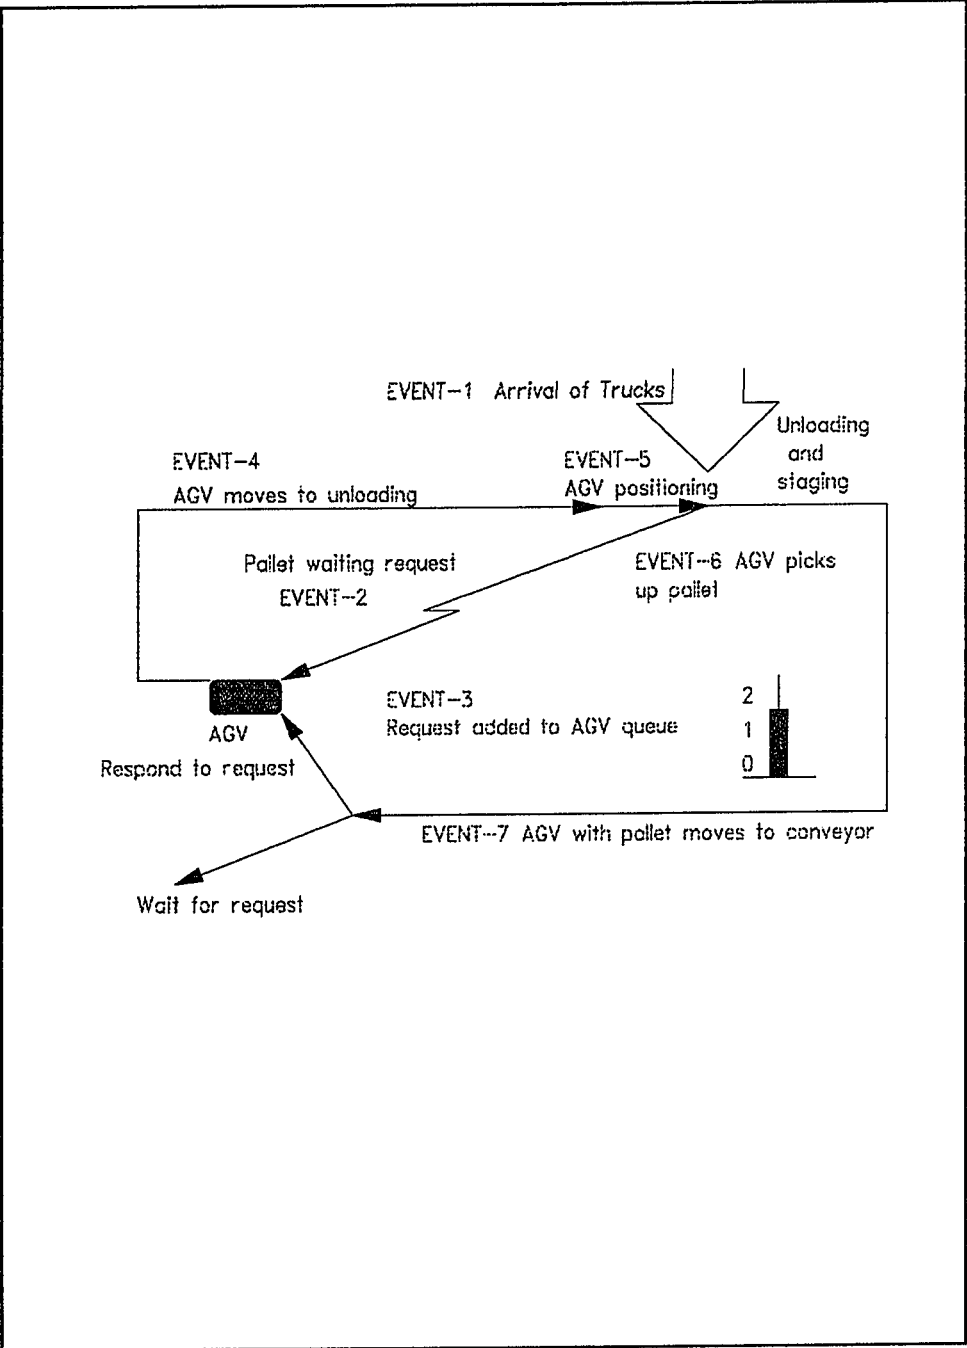 EVENT-1 Arrival of Trucks
Unloading
and
staging
EVENT-4
AGV moves to unloading
EVENT-5
AGV positioning
Pallet waiting request
EVENT-2
EVENT-6 AGV picks
up pallet
EVENT-3
Request added to AGV queue
2
1
0
AGV
Respond to request
EVENT-7 AGV with pallet moves to conveyor
Wait for request